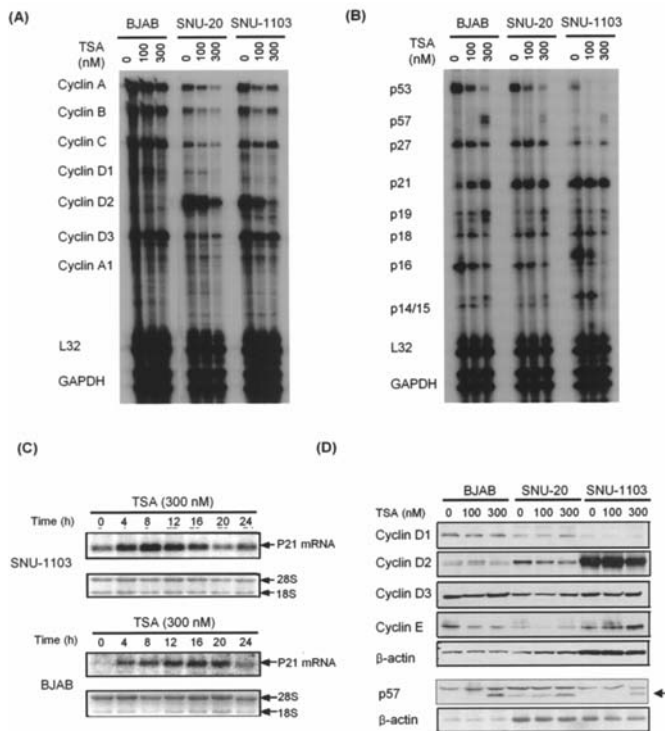 (A)
BJAB SNU-20 SNU-1103
TSA (nM) 0 100 300 0 100 300 0 100 300
Cyclin A
Cyclin B
Cyclin C
Cyclin D1
Cyclin D2
Cyclin D3
Cyclin A1
L32
GAPDH
(B)
BJAB SNU-20 SNU-1103
TSA (nM) 0 100 300 0 100 300 0 100 300
p53
p57
p27
p21
p19
p18
p16
p14/15
L32
GAPDH
(C)
TSA (300 nM)
Time (h) 0 4 8 12 16 20 24
P21 mRNA
SNU-1103
28S
18S
TSA (300 nM)
Time (h) 0 4 8 12 16 20 24
P21 mRNA
BJAB
28S
18S
(D)
BJAB SNU-20 SNU-1103
TSA (nM) 0 100 300 0 100 300 0 100 300
Cyclin D1
Cyclin D2
Cyclin D3
Cyclin E
β-actin
p57
β-actin